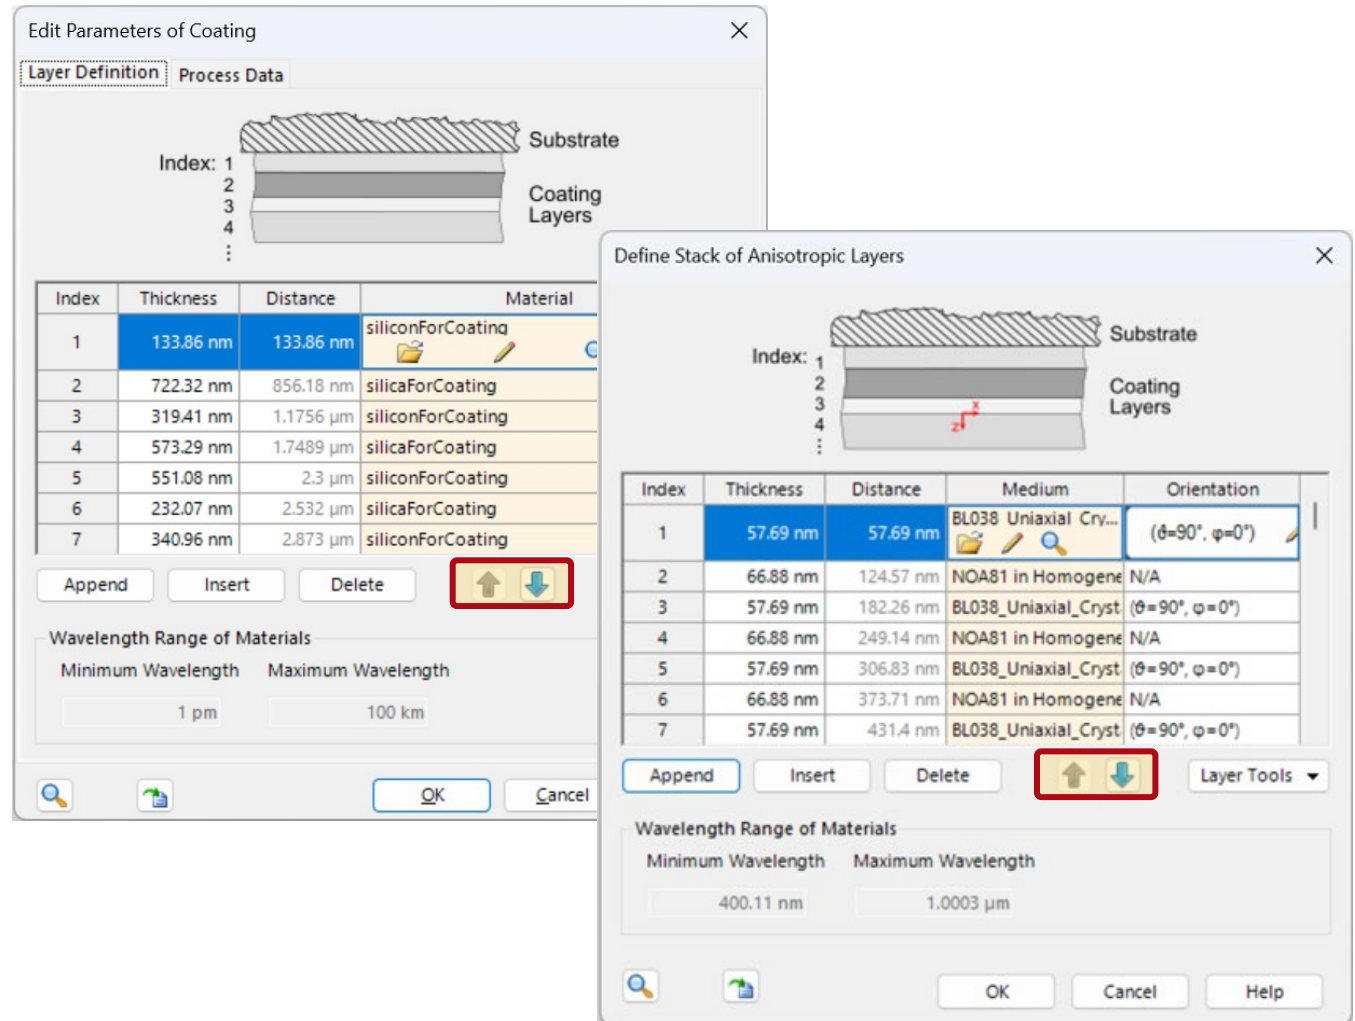 Edit Parameters of Coating
Layer Definition Process Data
Substrate
Index: 1
2
3
4
⋮
Coating
Layers
Index Thickness Distance Material
1 133.86 nm 133.86 nm siliconForCoating
2 722.32 nm 856.18 nm silicaForCoating
3 319.41 nm 1.1756 µm siliconForCoating
4 573.29 nm 1.7489 µm silicaForCoating
5 551.08 nm 2.3 µm siliconForCoating
6 232.07 nm 2.532 µm silicaForCoating
7 340.96 nm 2.873 µm siliconForCoating
Append Insert Delete
Wavelength Range of Materials
Minimum Wavelength Maximum Wavelength
1 pm 100 km
OK Cancel
Define Stack of Anisotropic Layers
Substrate
Index: 1
2
3
4
⋮
x
z
Coating
Layers
Index Thickness Distance Medium Orientation
1 57.69 nm 57.69 nm BL038 Uniaxial Cry... (ϑ=90°, φ=0°)
2 66.88 nm 124.57 nm NOA81 in Homogene N/A
3 57.69 nm 182.26 nm BL038_Uniaxial_Cryst (ϑ=90°, φ=0°)
4 66.88 nm 249.14 nm NOA81 in Homogene N/A
5 57.69 nm 306.83 nm BL038_Uniaxial_Cryst (ϑ=90°, φ=0°)
6 66.88 nm 373.71 nm NOA81 in Homogene N/A
7 57.69 nm 431.4 nm BL038_Uniaxial_Cryst (ϑ=90°, φ=0°)
Append Insert Delete Layer Tools
Wavelength Range of Materials
Minimum Wavelength Maximum Wavelength
400.11 nm 1.0003 µm
OK Cancel Help